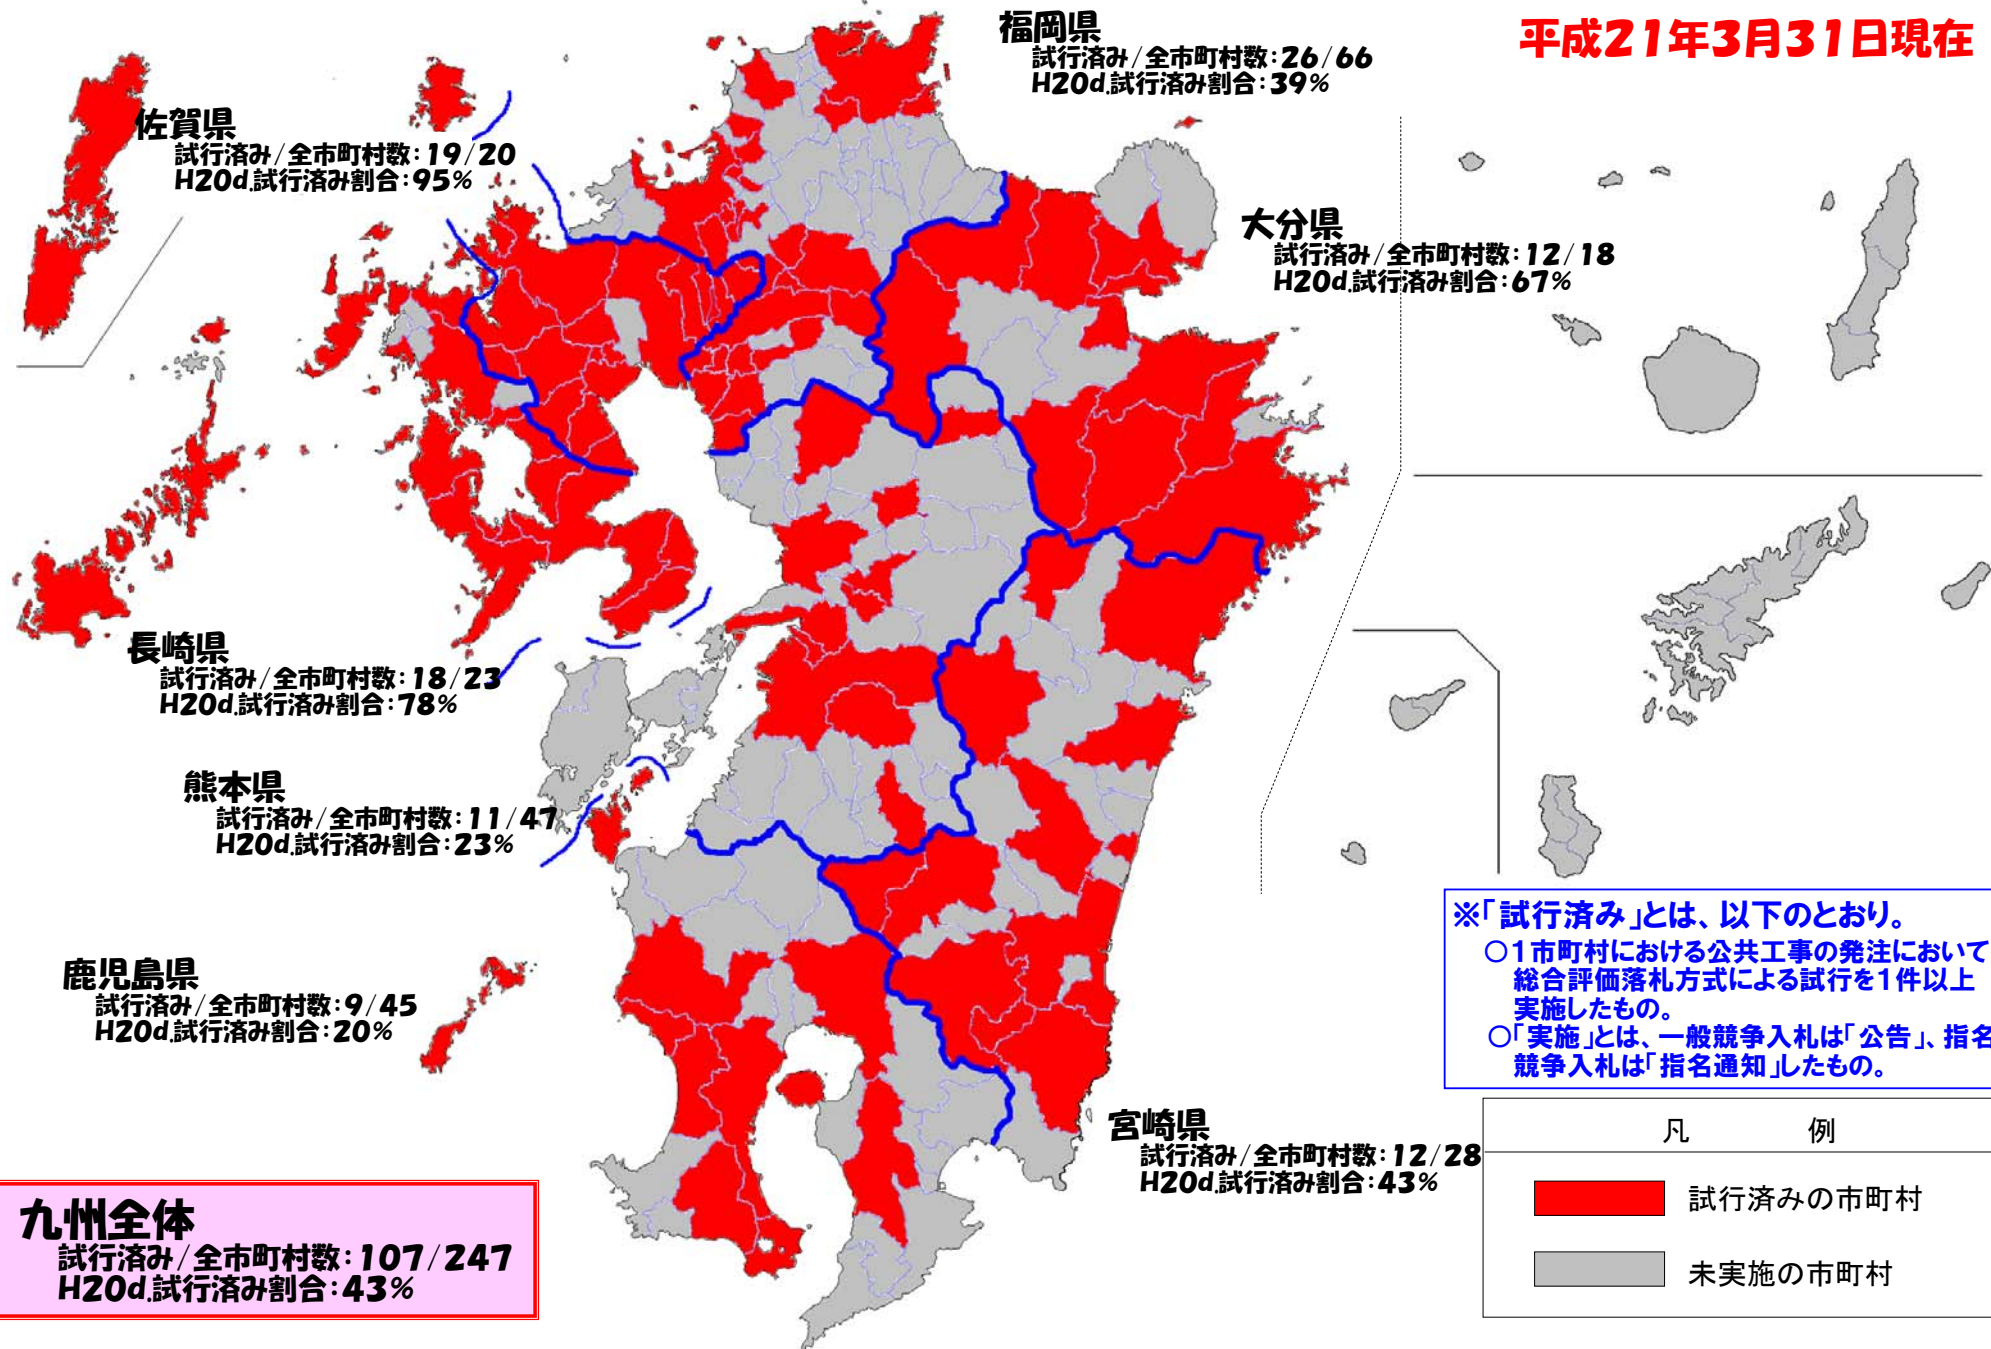 平成21年3月31日現在
福岡県
試行済み/全市町村数:26/66
H20d.試行済み割合:39%
佐賀県
試行済み/全市町村数:19/20
H20d.試行済み割合:95%
大分県
試行済み/全市町村数:12/18
H20d.試行済み割合:67%
長崎県
試行済み/全市町村数:18/23
H20d.試行済み割合:78%
熊本県
試行済み/全市町村数:11/47
H20d.試行済み割合:23%
鹿児島県
試行済み/全市町村数:9/45
H20d.試行済み割合:20%
宮崎県
試行済み/全市町村数:12/28
H20d.試行済み割合:43%
九州全体
試行済み/全市町村数:107/247
H20d.試行済み割合:43%
※「試行済み」とは、以下のとおり。
○1市町村における公共工事の発注において
総合評価落札方式による試行を1件以上
実施したもの。
○「実施」とは、一般競争入札は「公告」、指名
競争入札は「指名通知」したもの。
凡 例
試行済みの市町村
未実施の市町村